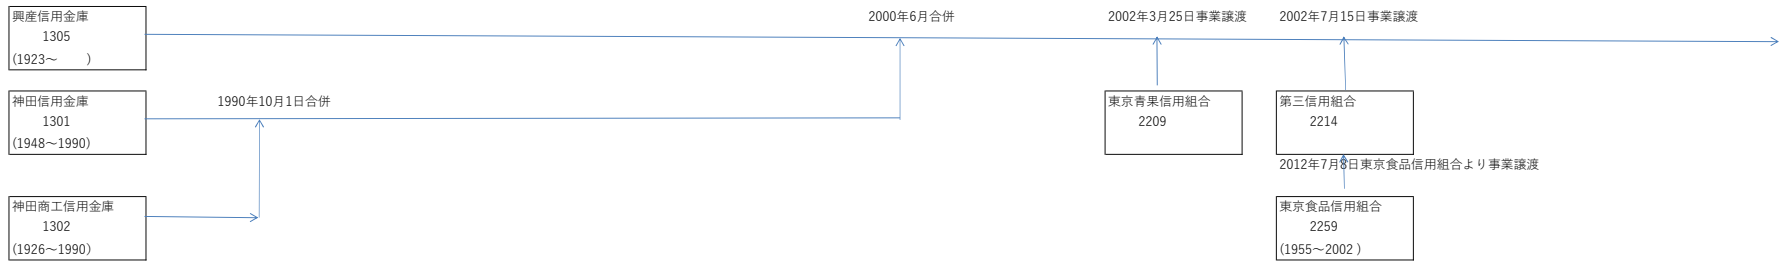 興産信用金庫
1305
(1923～　　)
2000年6月合併
2002年3月25日事業譲渡
2002年7月15日事業譲渡
神田信用金庫
1301
(1948～1990)
1990年10月1日合併
東京青果信用組合
2209
第三信用組合
2214
2012年7月8日東京食品信用組合より事業譲渡
神田商工信用金庫
1302
(1926～1990)
東京食品信用組合
2259
(1955～2002 )